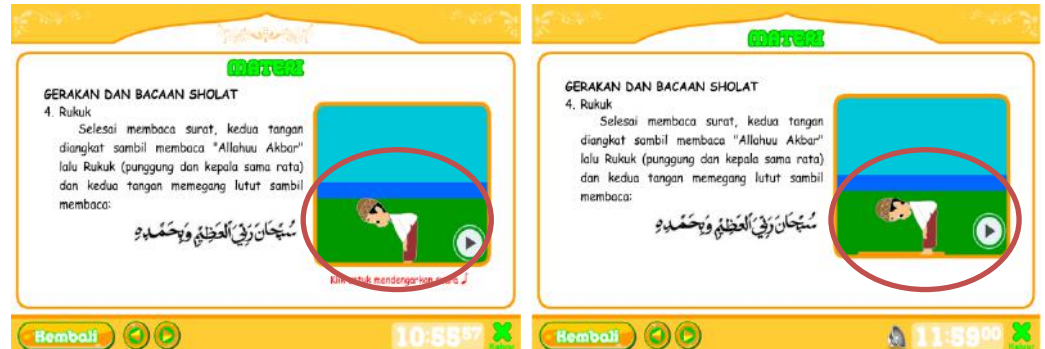 MATERI
GERAKAN DAN BACAAN SHOLAT
4. Rukuk
Selesai membaca surat, kedua tangan
diangkat sambil membaca "Allahuu Akbar"
lalu Rukuk (punggung dan kepala sama rata)
dan kedua tangan memegang lutut sambil
membaca:
سُبْحَانَ رَبِّيَ الْعَظِيْمِ وَبِحَمْدِهِ
Klik untuk mendengarkan suara
Kembali
10:55:57
Keluar
MATERI
GERAKAN DAN BACAAN SHOLAT
4. Rukuk
Selesai membaca surat, kedua tangan
diangkat sambil membaca "Allahuu Akbar"
lalu Rukuk (punggung dan kepala sama rata)
dan kedua tangan memegang lutut sambil
membaca:
سُبْحَانَ رَبِّيَ الْعَظِيْمِ وَبِحَمْدِهِ
Kembali
11:59:00
Keluar